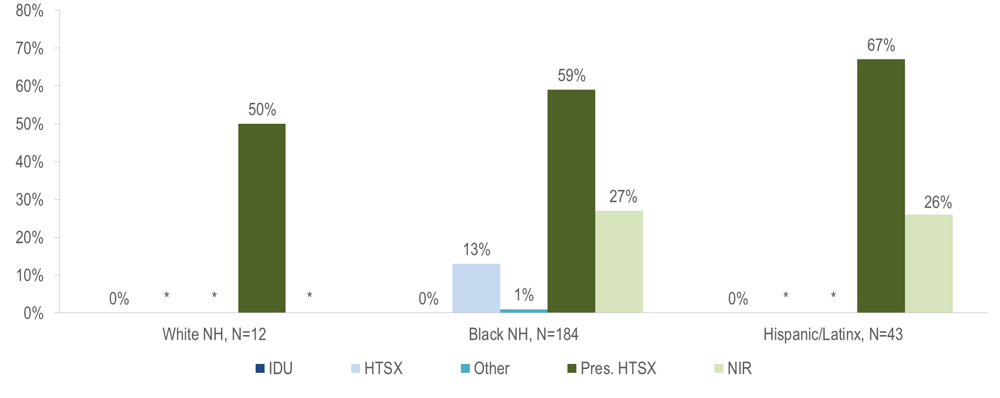 80%
70%
60%
50%
40%
30%
20%
10%
0%
0% * * 50% *
0% 13% 1% 59% 27%
0% * * 67% 26%
White NH, N=12 Black NH, N=184 Hispanic/Latinx, N=43
IDU HTSX Other Pres. HTSX NIR